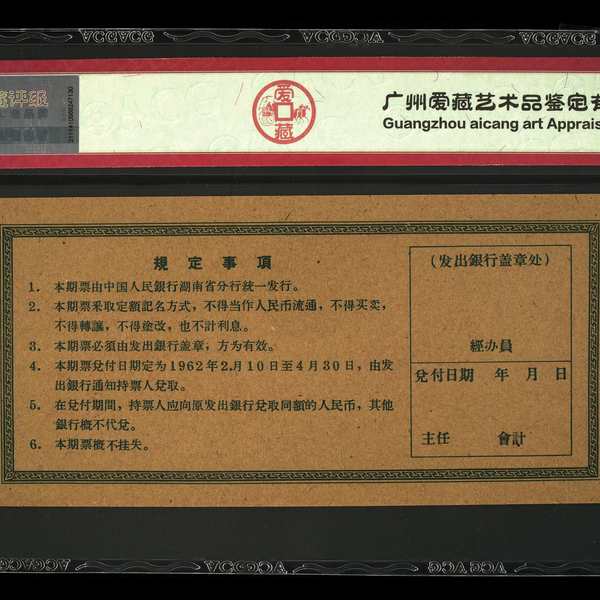 评级
爱藏
广州爱藏艺术品鉴定
Guangzhou aicang art Apprais
規定事項
1. 本期票由中国人民銀行湖南省分行統一发行。
2. 本期票釆取定額記名方式，不得当作人民币流通，不得买卖，
不得轉讓，不得塗改，也不計利息。
3. 本期票必須由发出銀行盖章，方为有效。
4. 本期票兌付日期定为1962年2月10日至4月30日，由发
出銀行通知持票人兌取。
5. 在兌付期間，持票人应向原发出銀行兌取同額的人民币，其他
銀行槪不代兌。
6. 本期票槪不挂失。
（发出銀行盖章处）
經办員
兌付日期 年 月 日
主任 會計